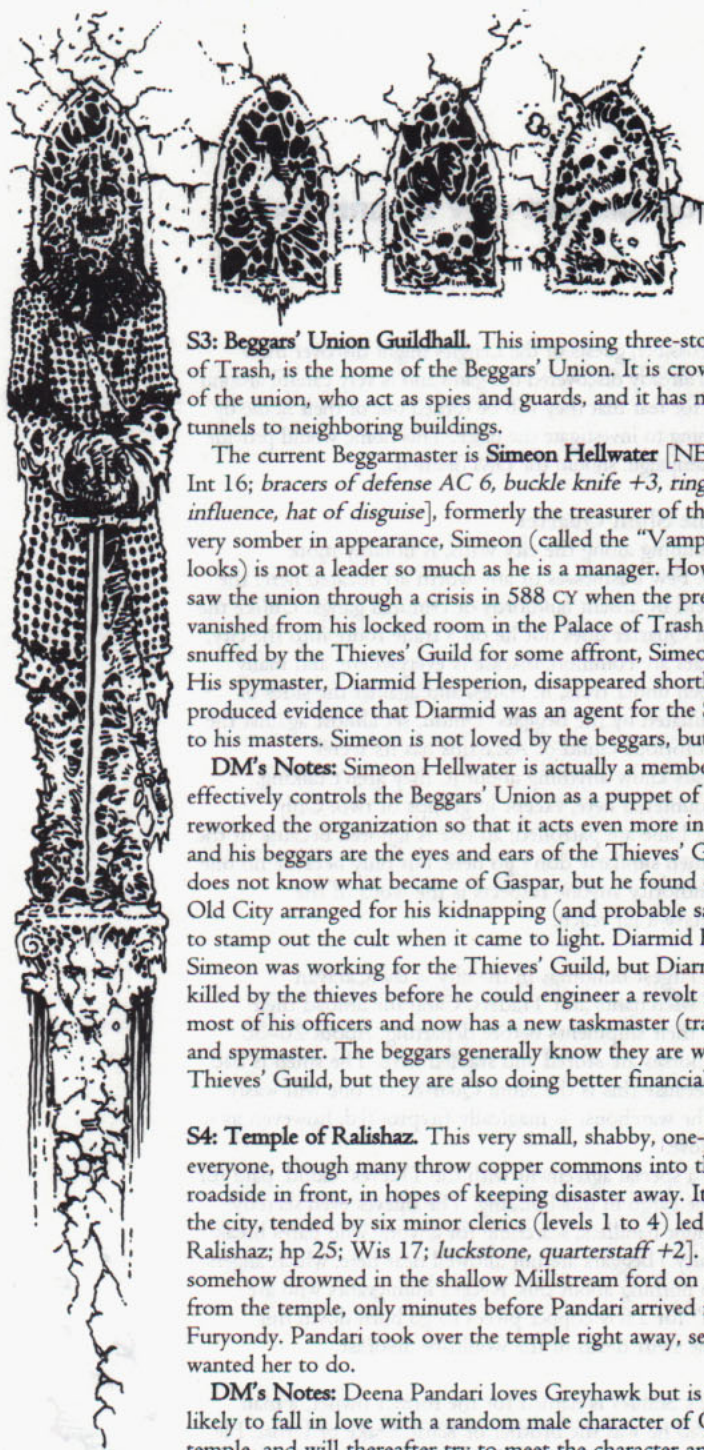 S3: Beggars' Union Guildhall. This imposing three-sto
of Trash, is the home of the Beggars' Union. It is crow
of the union, who act as spies and guards, and it has n
tunnels to neighboring buildings.
The current Beggarmaster is Simeon Hellwater [NE
Int 16; bracers of defense AC 6, buckle knife +3, ring
influence, hat of disguise], formerly the treasurer of th
very somber in appearance, Simeon (called the "Vamp
looks) is not a leader so much as he is a manager. How
saw the union through a crisis in 588 CY when the pre
vanished from his locked room in the Palace of Trash.
snuffed by the Thieves' Guild for some affront, Simeo
His spymaster, Diarmid Hesperion, disappeared shortl
produced evidence that Diarmid was an agent for the S
to his masters. Simeon is not loved by the beggars, but
DM's Notes: Simeon Hellwater is actually a membe
effectively controls the Beggars' Union as a puppet of
reworked the organization so that it acts even more in
and his beggars are the eyes and ears of the Thieves' G
does not know what became of Gaspar, but he found
Old City arranged for his kidnapping (and probable sa
to stamp out the cult when it came to light. Diarmid
Simeon was working for the Thieves' Guild, but Diarm
killed by the thieves before he could engineer a revolt
most of his officers and now has a new taskmaster (tra
and spymaster. The beggars generally know they are w
Thieves' Guild, but they are also doing better financial
S4: Temple of Ralishaz. This very small, shabby, one-
everyone, though many throw copper commons into th
roadside in front, in hopes of keeping disaster away. It
the city, tended by six minor clerics (levels 1 to 4) led
Ralishaz; hp 25; Wis 17; luckstone, quarterstaff +2].
somehow drowned in the shallow Millstream ford on
from the temple, only minutes before Pandari arrived
Furyondy. Pandari took over the temple right away, se
wanted her to do.
DM's Notes: Deena Pandari loves Greyhawk but is
likely to fall in love with a random male character of
temple, and will thereafter try to meet the character